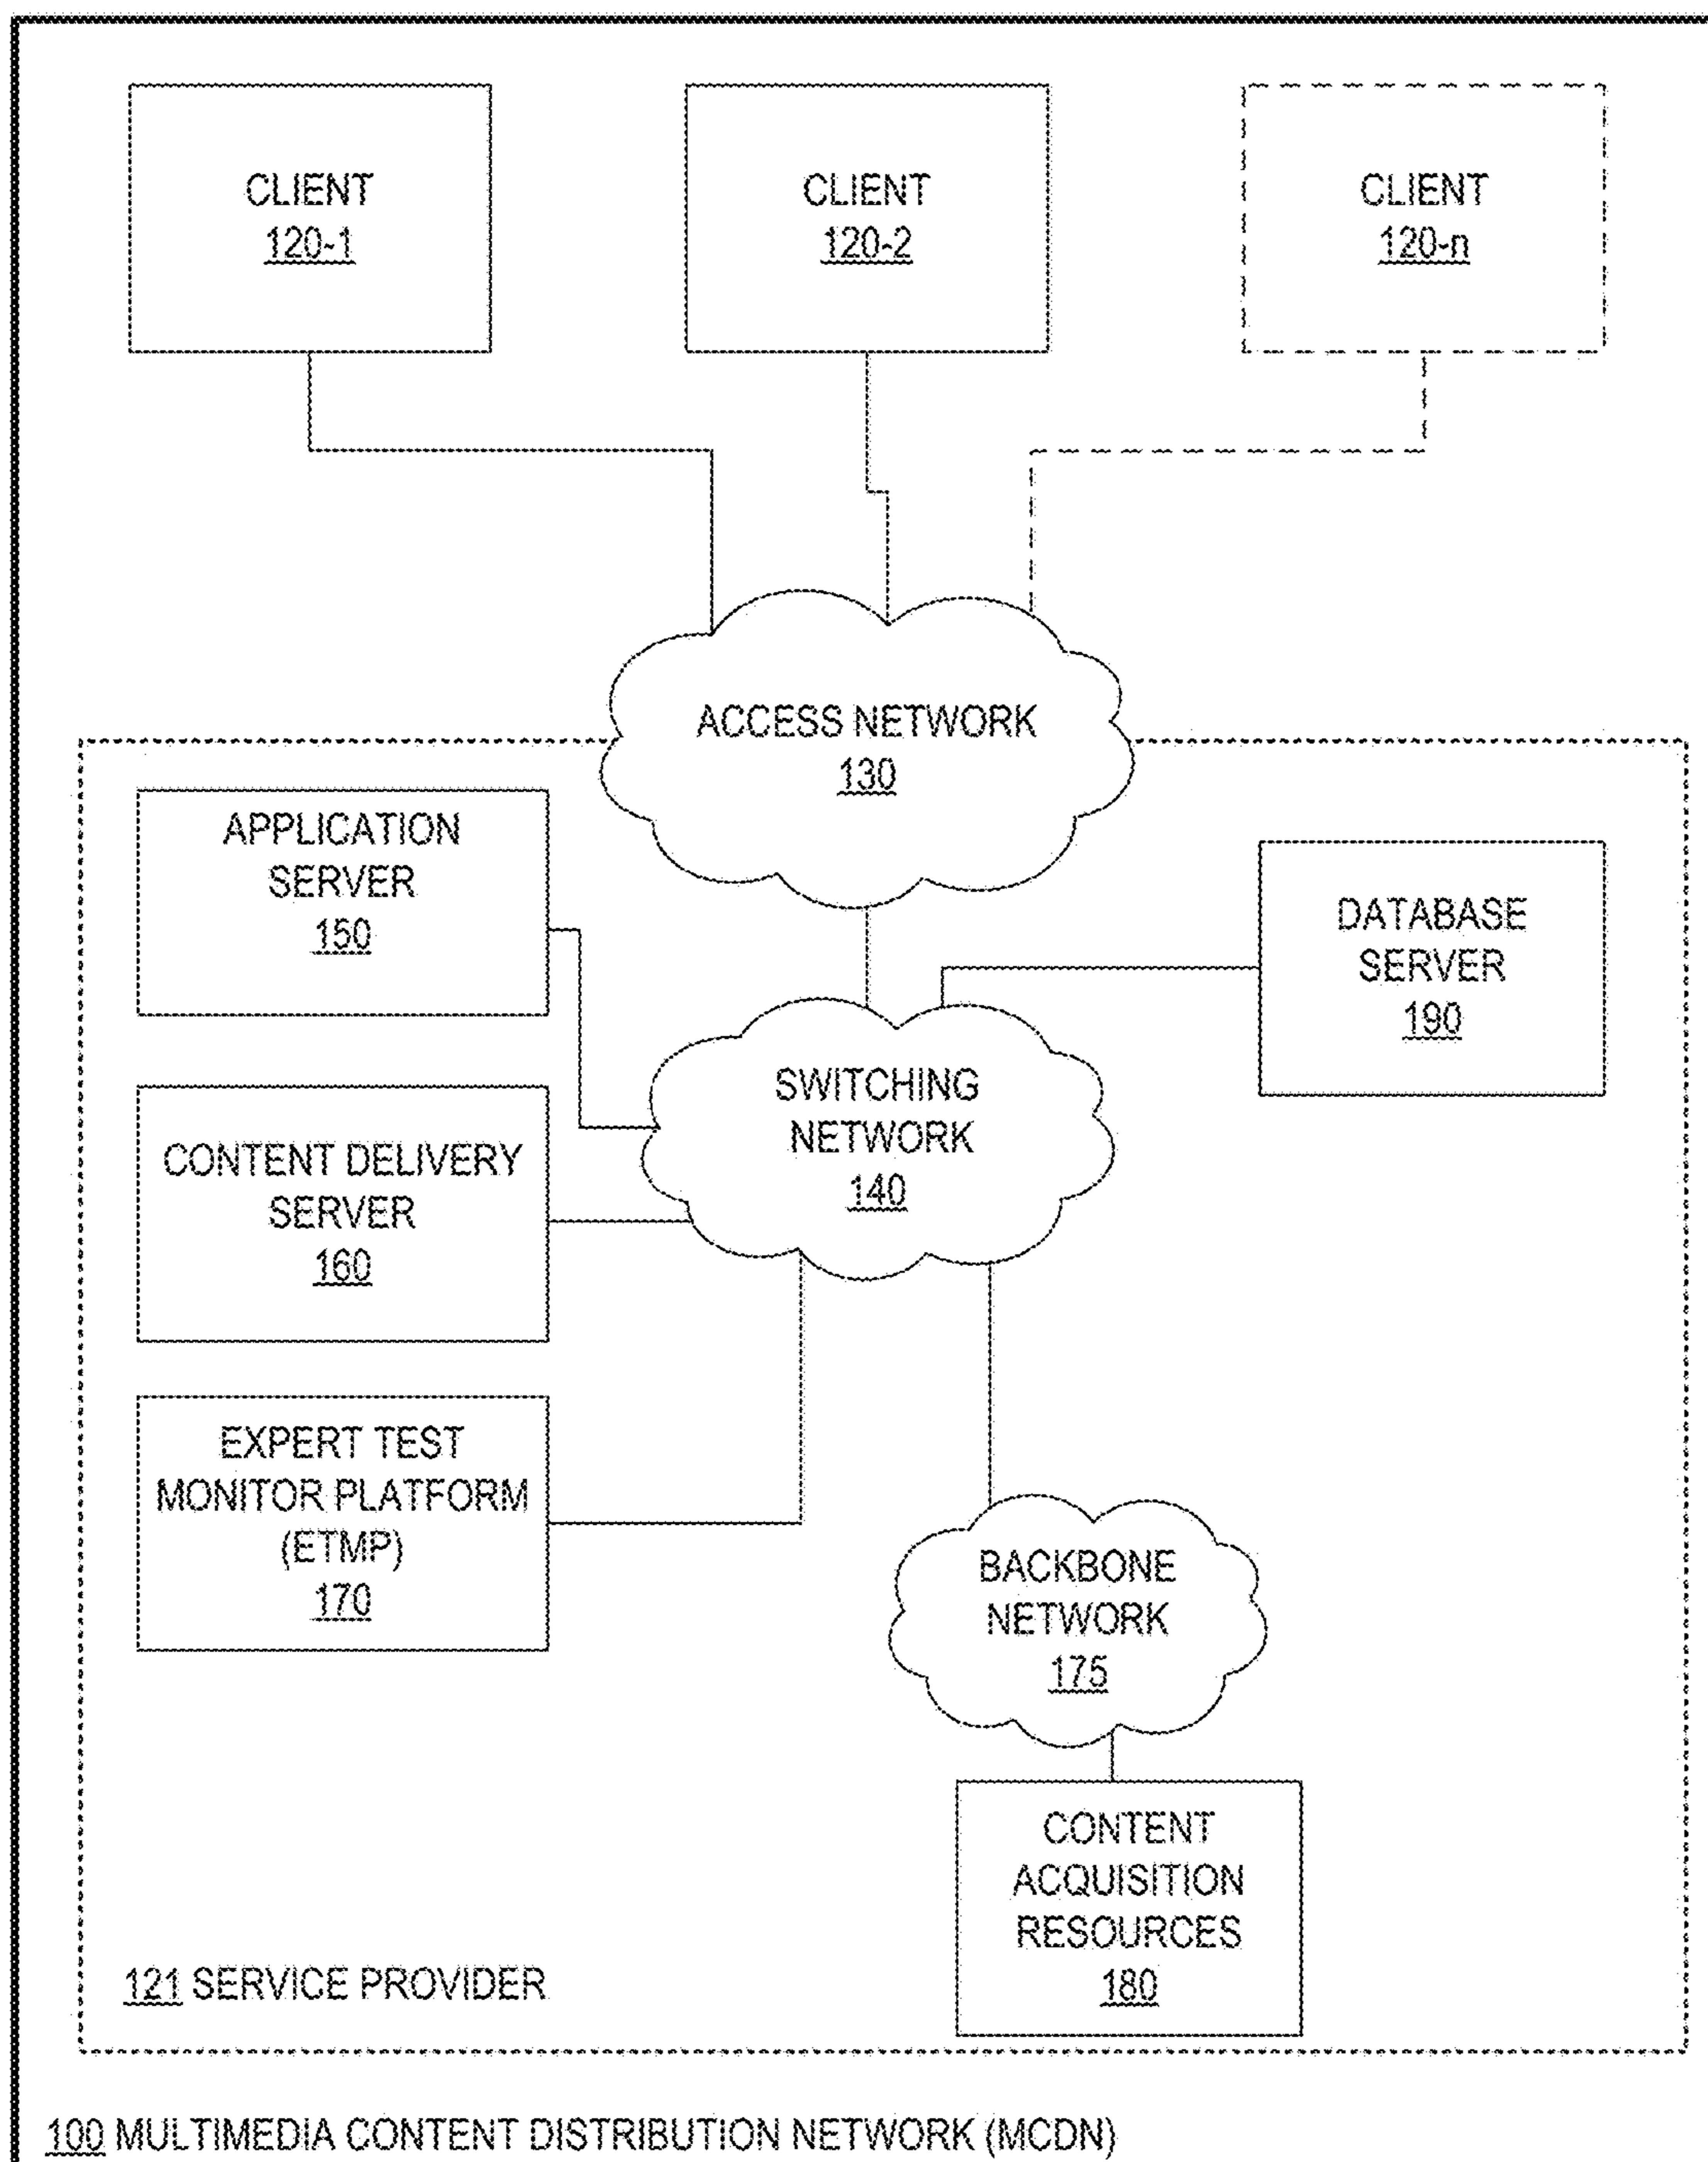 CLIENT
120-1
CLIENT
120-2
CLIENT
120-n
ACCESS NETWORK
130
APPLICATION
SERVER
150
DATABASE
SERVER
190
SWITCHING
NETWORK
140
CONTENT DELIVERY
SERVER
160
EXPERT TEST
MONITOR PLATFORM
(ETMP)
170
BACKBONE
NETWORK
175
CONTENT
ACQUISITION
RESOURCES
180
121 SERVICE PROVIDER
100 MULTIMEDIA CONTENT DISTRIBUTION NETWORK (MCDN)